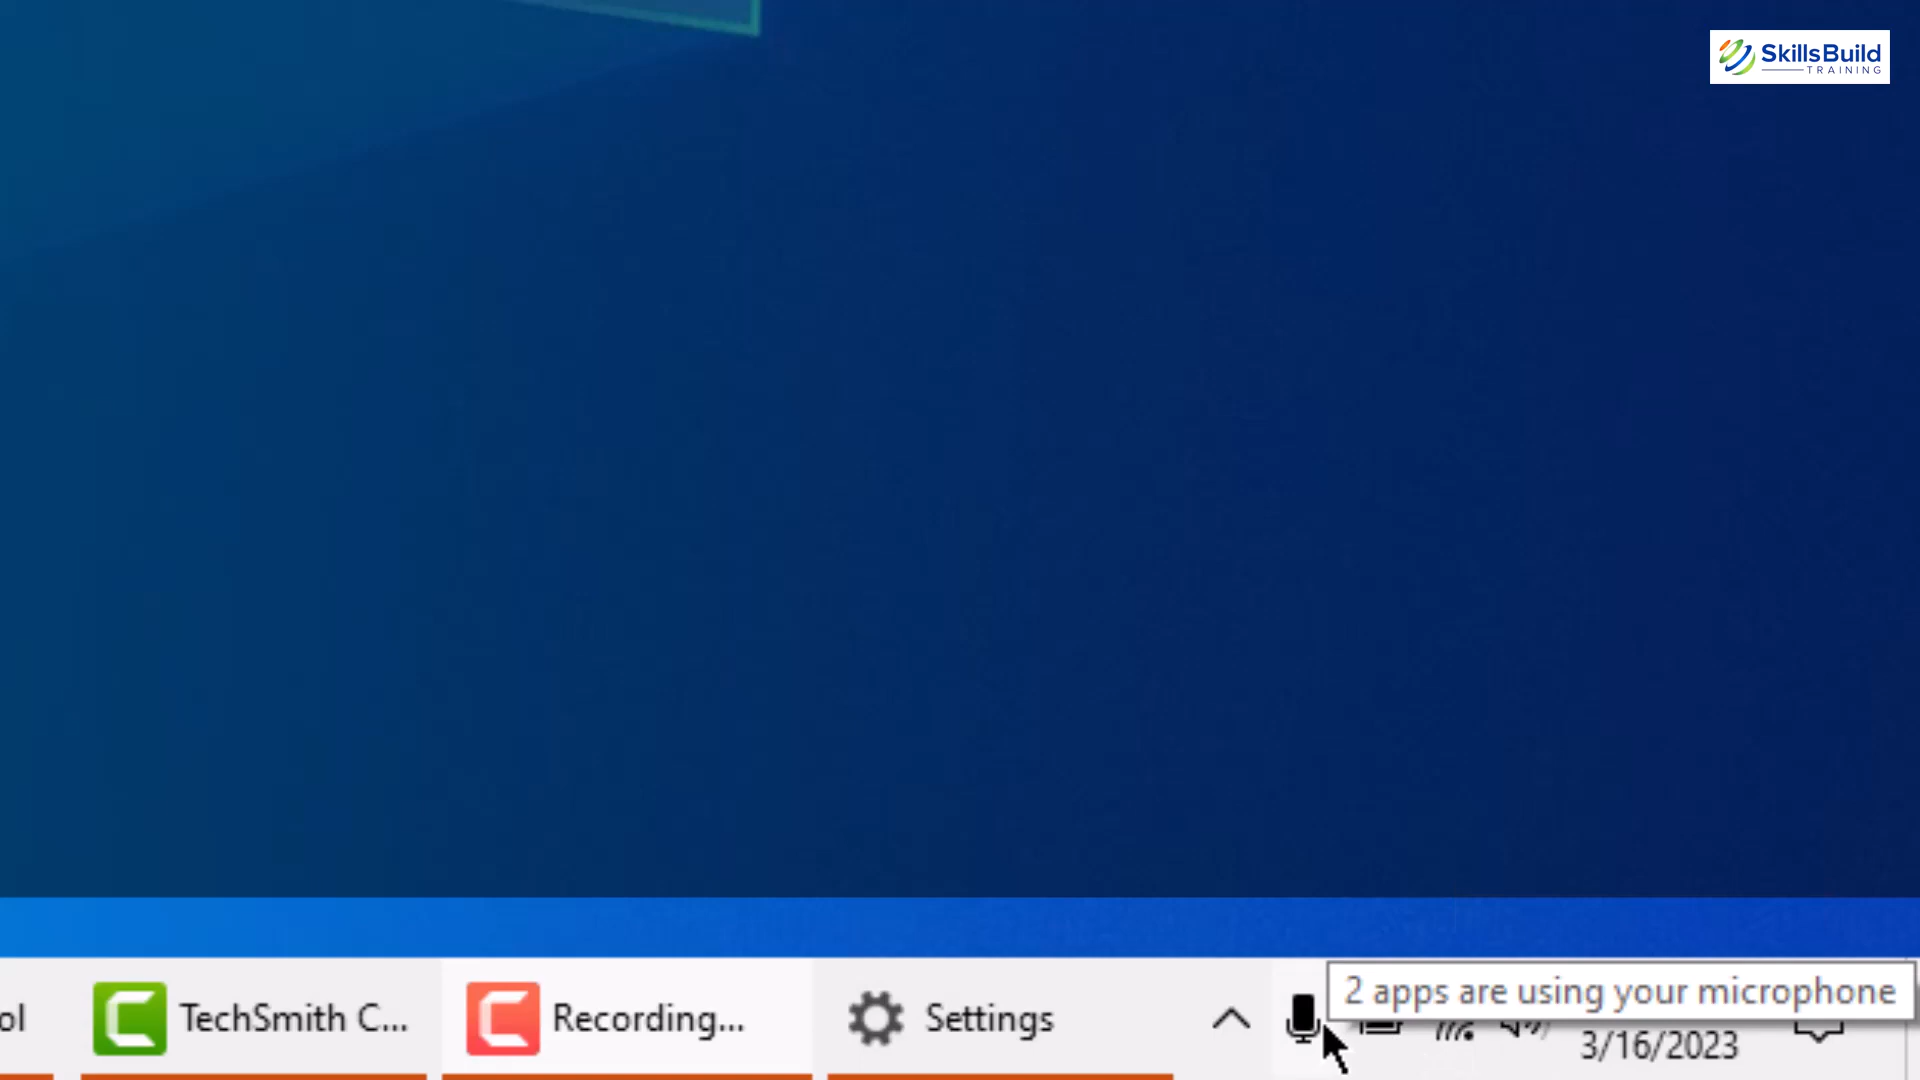 SkillsBuild
TRAINING
2 apps are using your microphone
ol
TechSmith C...
Recording...
Settings
3/16/2023